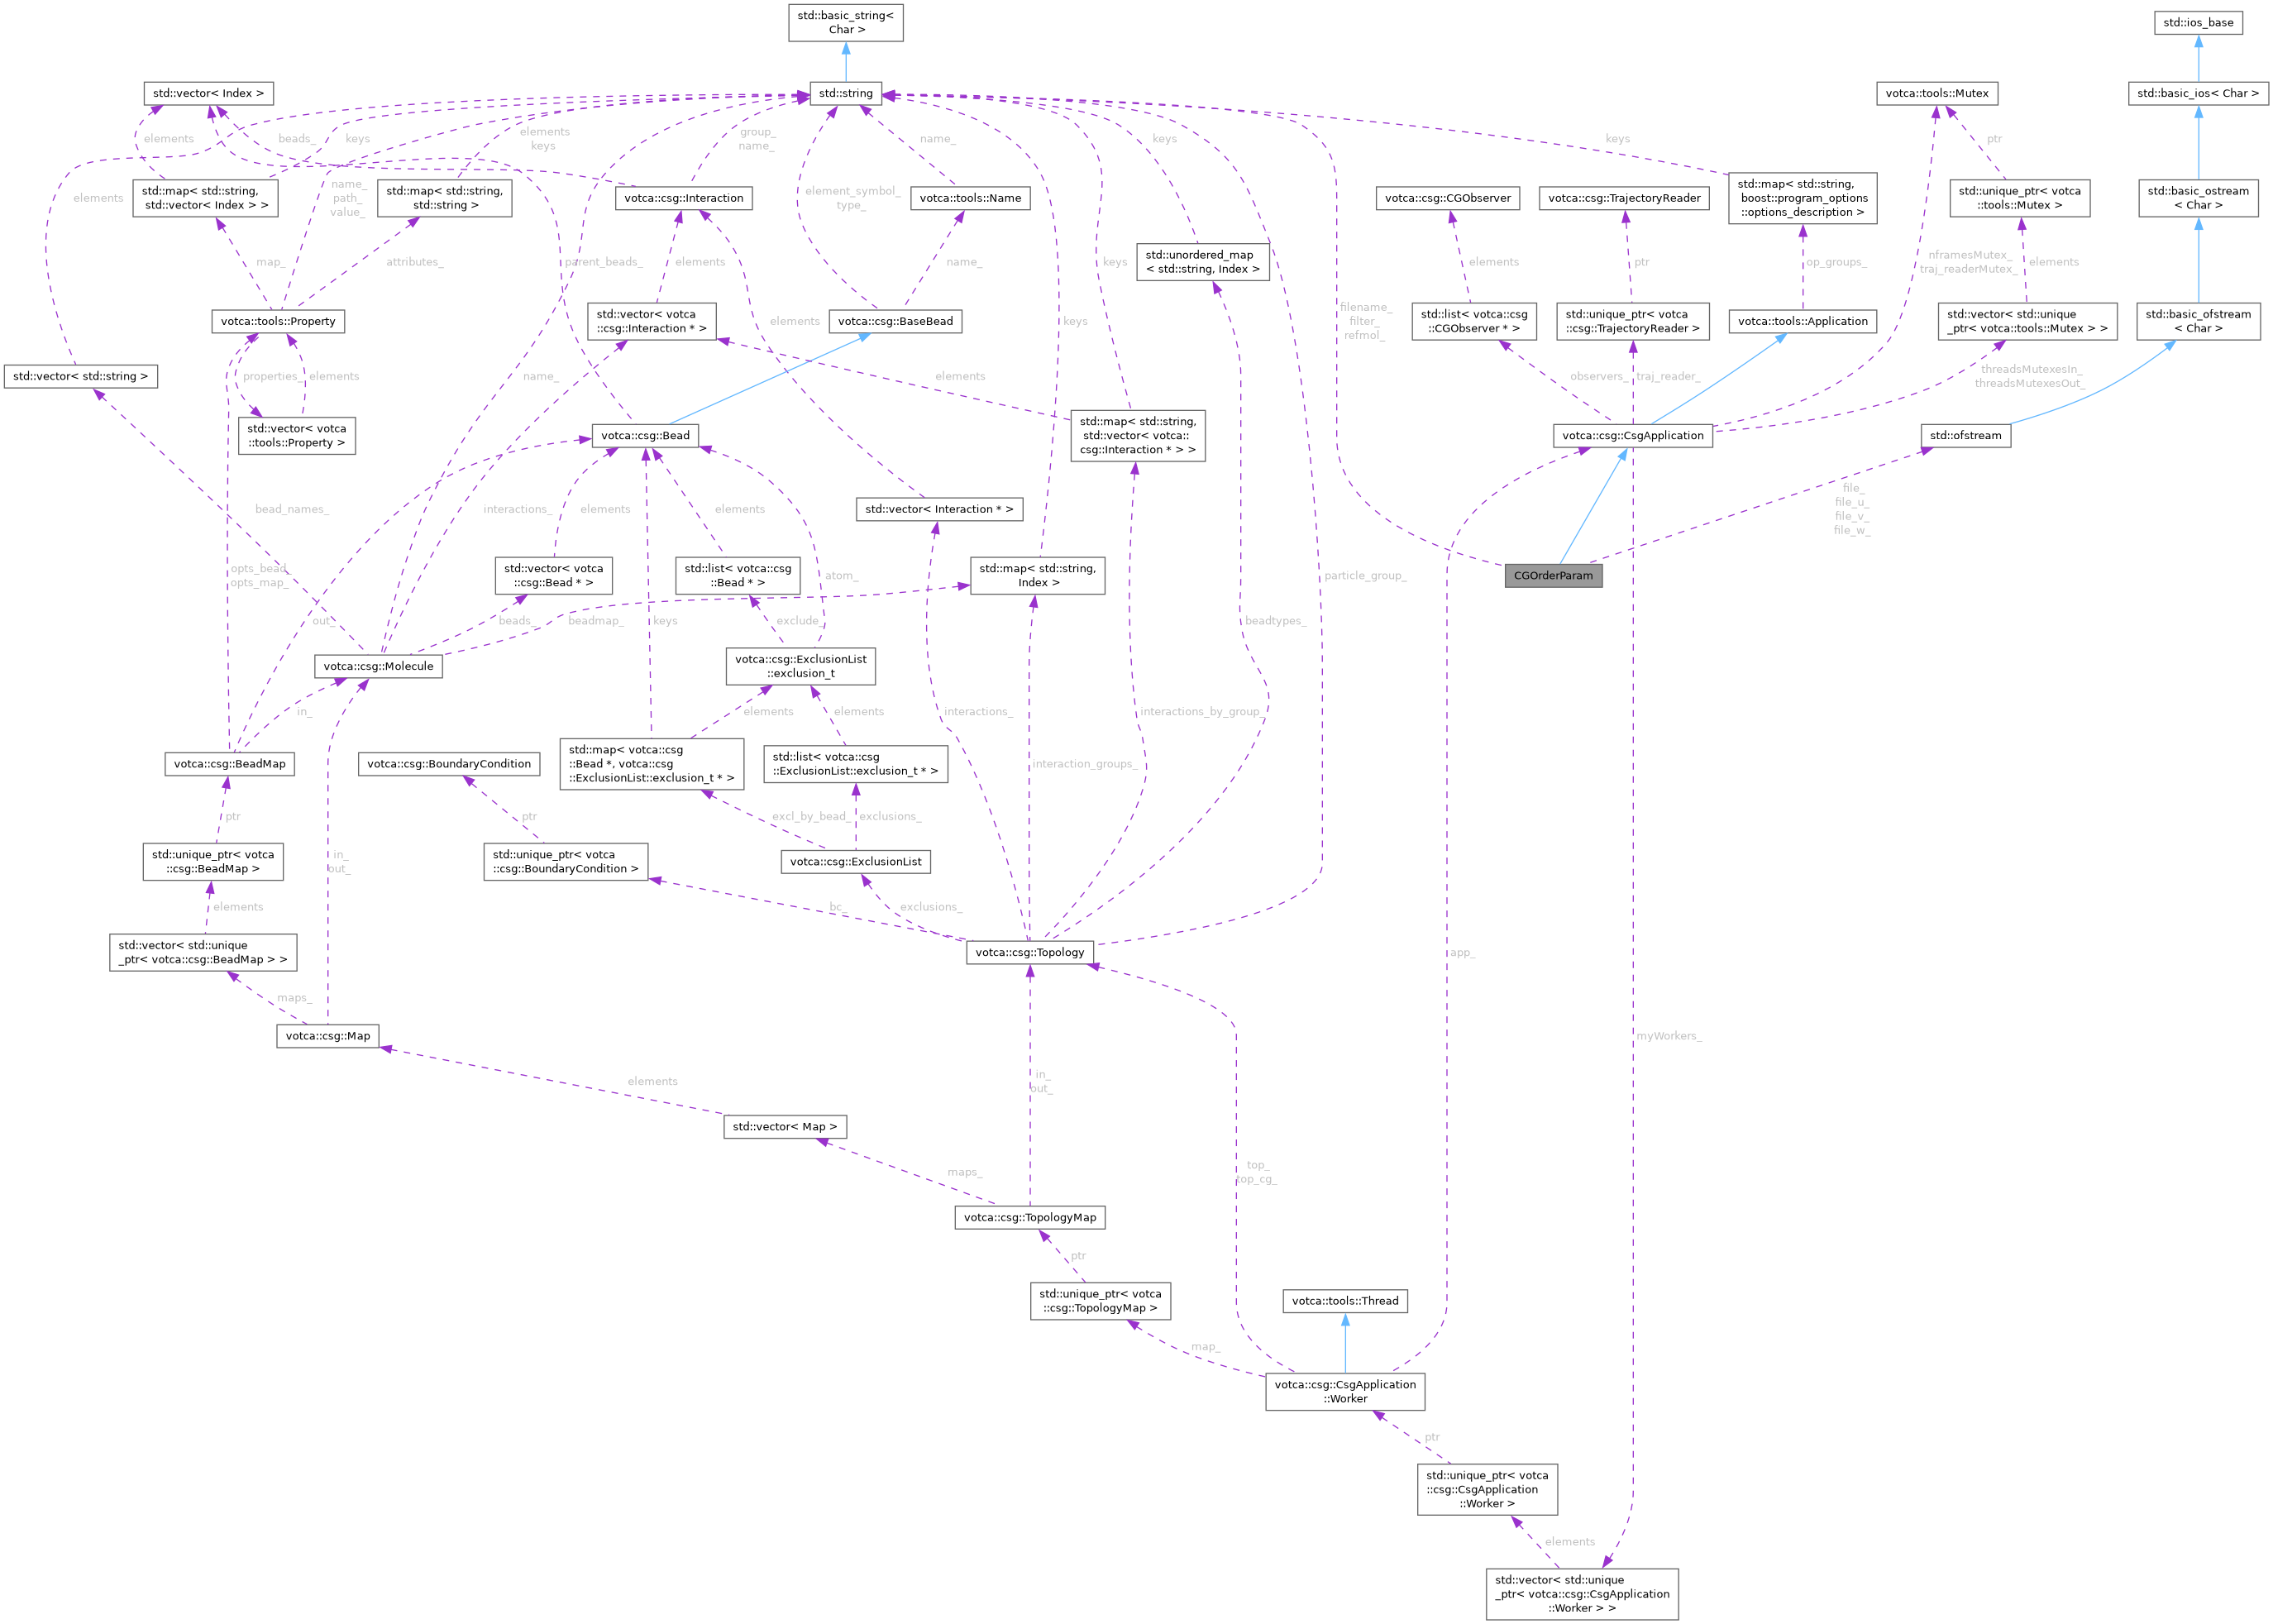 std::basic_string<
Char >
std::ios_base
std::vector< Index >
std::string
votca::tools::Mutex
std::basic_ios< Char >
elements
beads_
keys
elements
keys
group_
name_
name_
keys
keys
ptr
elements
std::map< std::string,
std::vector< Index > >
name_
path_
value_
std::map< std::string,
std::string >
votca::csg::Interaction
element_symbol_
type_
votca::tools::Name
votca::csg::CGObserver
votca::csg::TrajectoryReader
std::map< std::string,
boost::program_options
::options_description >
std::unique_ptr< votca
::tools::Mutex >
std::basic_ostream
< Char >
std::unordered_map
< std::string, Index >
map_
attributes_
parent_beads_
elements
name_
keys
elements
ptr
op_groups_
nframesMutex_
traj_readerMutex_
elements
votca::tools::Property
std::vector< votca
::csg::Interaction * >
elements
votca::csg::BaseBead
keys
filename_
filter_
refmol_
std::list< votca::csg
::CGObserver * >
std::unique_ptr< votca
::csg::TrajectoryReader >
votca::tools::Application
std::vector< std::unique
_ptr< votca::tools::Mutex > >
std::basic_ofstream
< Char >
std::vector< std::string >
properties_
elements
name_
elements
observers_
traj_reader_
threadsMutexesIn_
threadsMutexesOut_
std::vector< votca
::tools::Property >
votca::csg::Bead
std::map< std::string,
std::vector< votca::
csg::Interaction * > >
votca::csg::CsgApplication
std::ofstream
bead_names_
interactions_
elements
elements
std::vector< Interaction * >
file_
file_u_
file_v_
file_w_
opts_bead_
opts_map_
std::vector< votca
::csg::Bead * >
std::list< votca::csg
::Bead * >
atom_
std::map< std::string,
Index >
particle_group_
CGOrderParam
out_
beads_
beadmap_
keys
exclude_
beadtypes_
votca::csg::Molecule
votca::csg::ExclusionList
::exclusion_t
in_
elements
elements
interactions_
interactions_by_group_
votca::csg::BeadMap
votca::csg::BoundaryCondition
std::map< votca::csg
::Bead *, votca::csg
::ExclusionList::exclusion_t * >
std::list< votca::csg
::ExclusionList::exclusion_t * >
interaction_groups_
ptr
ptr
excl_by_bead_
exclusions_
std::unique_ptr< votca
::csg::BeadMap >
in_
out_
std::unique_ptr< votca
::csg::BoundaryCondition >
votca::csg::ExclusionList
elements
bc_
exclusions_
std::vector< std::unique
_ptr< votca::csg::BeadMap > >
votca::csg::Topology
app_
maps_
votca::csg::Map
myWorkers_
elements
in_
out_
std::vector< Map >
maps_
top_
top_cg_
votca::csg::TopologyMap
ptr
std::unique_ptr< votca
::csg::TopologyMap >
votca::tools::Thread
map_
votca::csg::CsgApplication
::Worker
ptr
std::unique_ptr< votca
::csg::CsgApplication
::Worker >
elements
std::vector< std::unique
_ptr< votca::csg::CsgApplication
::Worker > >